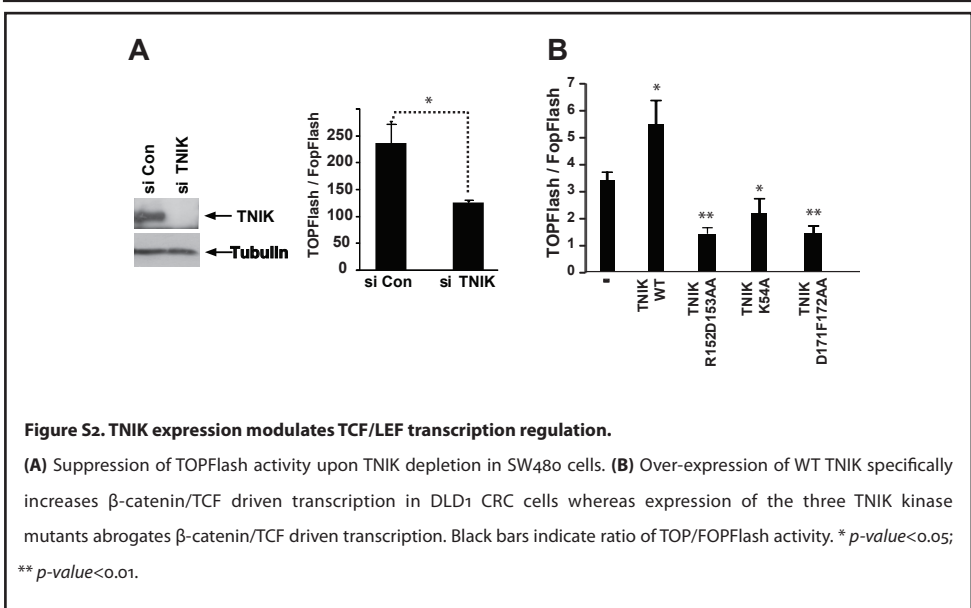 A
B
si Con
si TNIK
TNIK
Tubulin
TOPFlash / FopFlash
250
200
150
100
50
0
*
si Con
si TNIK
TOPFlash / FopFlash
7
6
5
4
3
2
1
0
*
**
*
**
-
TNIK
WT
TNIK
R152D153AA
TNIK
K54A
TNIK
D171F172AA
Figure S2. TNIK expression modulates TCF/LEF transcription regulation.
(A) Suppression of TOPFlash activity upon TNIK depletion in SW480 cells. (B) Over-expression of WT TNIK specifically
increases β-catenin/TCF driven transcription in DLD1 CRC cells whereas expression of the three TNIK kinase
mutants abrogates β-catenin/TCF driven transcription. Black bars indicate ratio of TOP/FOPFlash activity. * p-value<0.05;
** p-value<0.01.